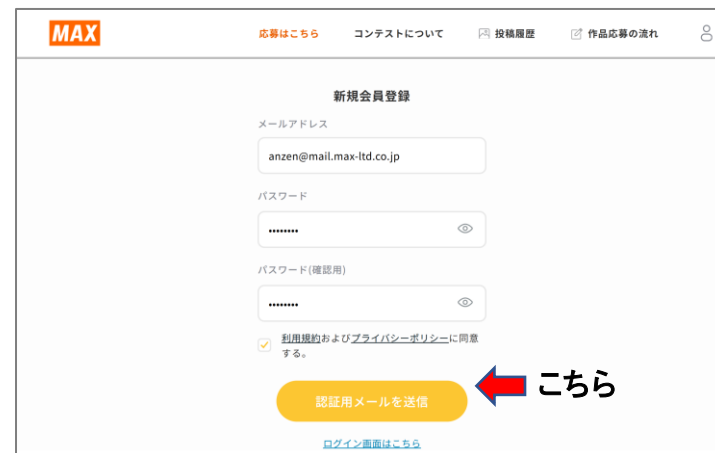 MAX
応募はこちら コンテストについて 投稿履歴 作品応募の流れ
新規会員登録
メールアドレス
anzen@mail.max-ltd.co.jp
パスワード
••••••••
パスワード(確認用)
••••••••
利用規約およびプライバシーポリシーに同意
する。
認証用メールを送信
こちら
ログイン画面はこちら